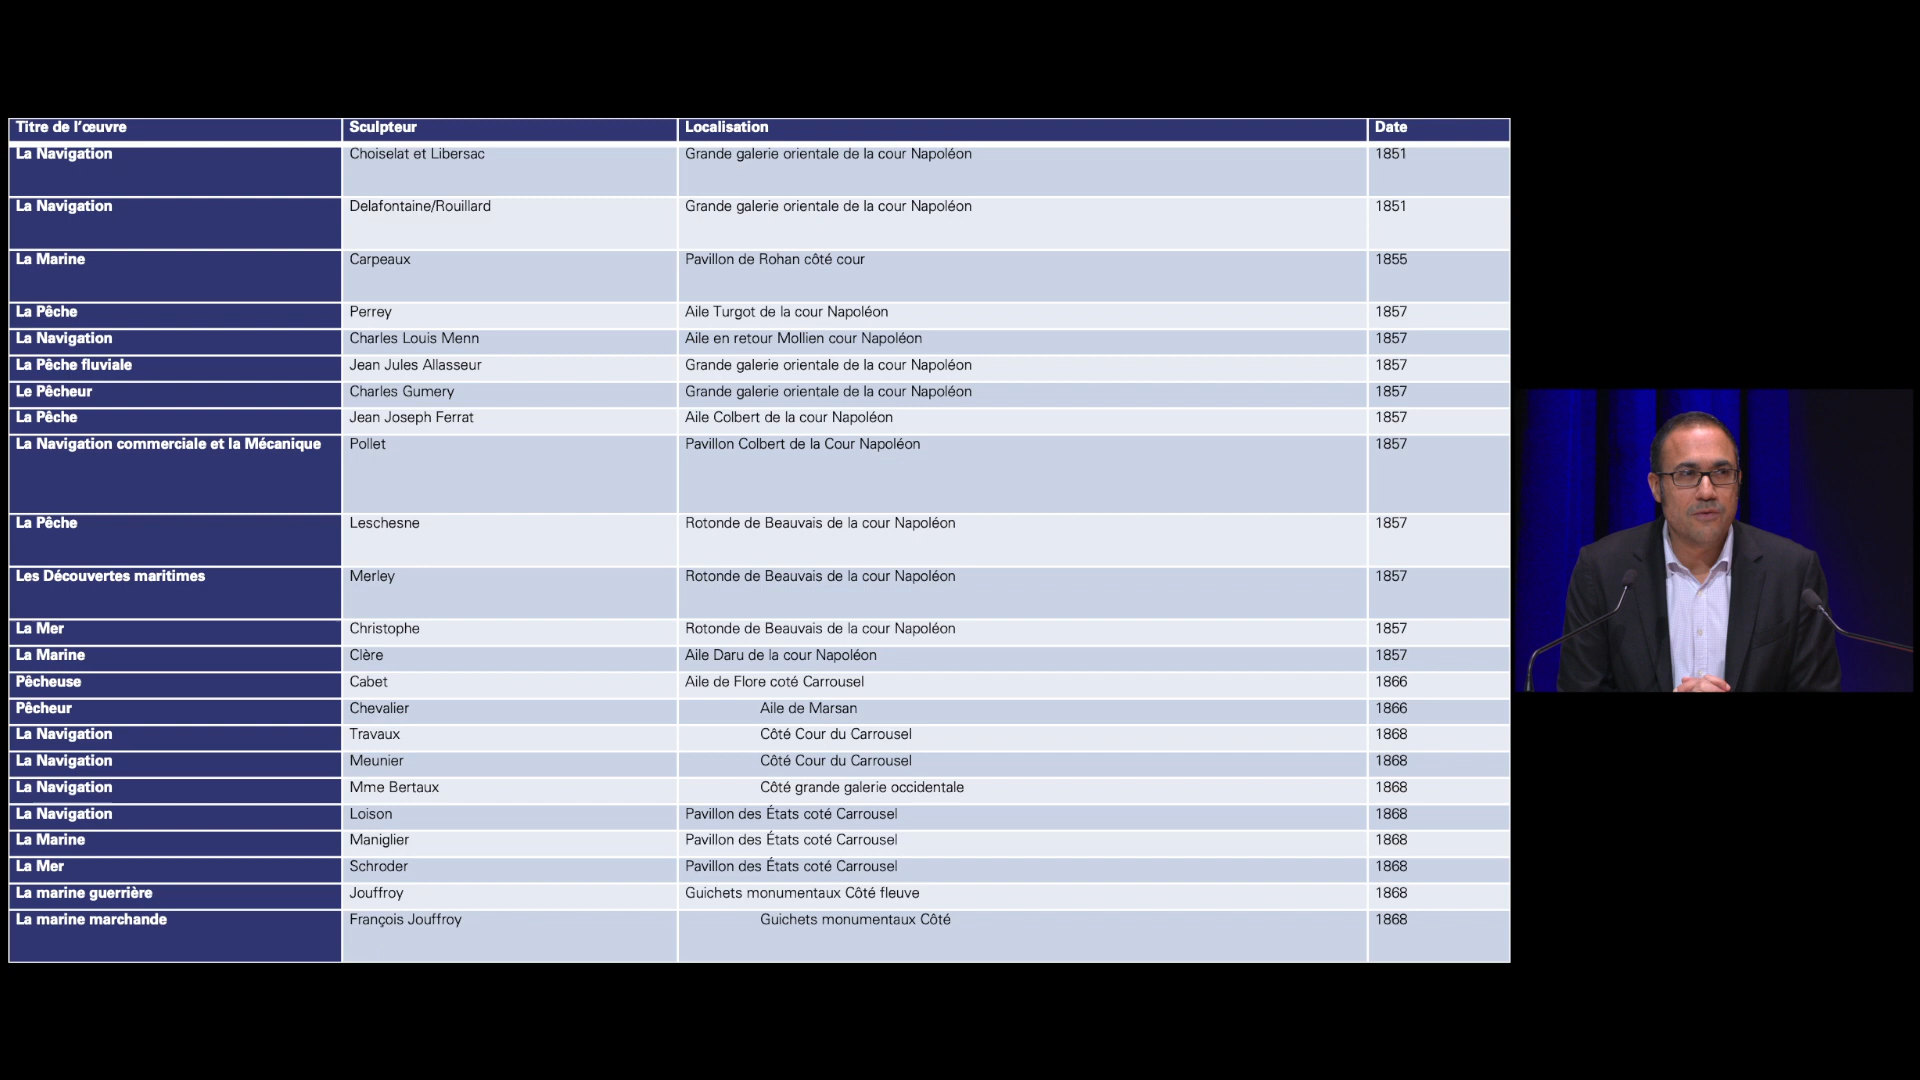 Titre de l'œuvre Sculpteur Localisation Date
La Navigation Choiselat et Libersac Grande galerie orientale de la cour Napoléon 1851
La Navigation Delafontaine/Rouillard Grande galerie orientale de la cour Napoléon 1851
La Marine Carpeaux Pavillon de Rohan côté cour 1855
La Pêche Perrey Aile Turgot de la cour Napoléon 1857
La Navigation Charles Louis Menn Aile en retour Mollien cour Napoléon 1857
La Pêche fluviale Jean Jules Allasseur Grande galerie orientale de la cour Napoléon 1857
Le Pêcheur Charles Gumery Grande galerie orientale de la cour Napoléon 1857
La Pêche Jean Joseph Ferrat Aile Colbert de la cour Napoléon 1857
La Navigation commerciale et la Mécanique Pollet Pavillon Colbert de la Cour Napoléon 1857
La Pêche Leschesne Rotonde de Beauvais de la cour Napoléon 1857
Les Découvertes maritimes Merley Rotonde de Beauvais de la cour Napoléon 1857
La Mer Christophe Rotonde de Beauvais de la cour Napoléon 1857
La Marine Clère Aile Daru de la cour Napoléon 1857
Pêcheuse Cabet Aile de Flore coté Carrousel 1866
Pêcheur Chevalier Aile de Marsan 1866
La Navigation Travaux Côté Cour du Carrousel 1868
La Navigation Meunier Côté Cour du Carrousel 1868
La Navigation Mme Bertaux Côté grande galerie occidentale 1868
La Navigation Loison Pavillon des États coté Carrousel 1868
La Marine Maniglier Pavillon des États coté Carrousel 1868
La Mer Schroder Pavillon des États coté Carrousel 1868
La marine guerrière Jouffroy Guichets monumentaux Côté fleuve 1868
La marine marchande François Jouffroy Guichets monumentaux Côté 1868